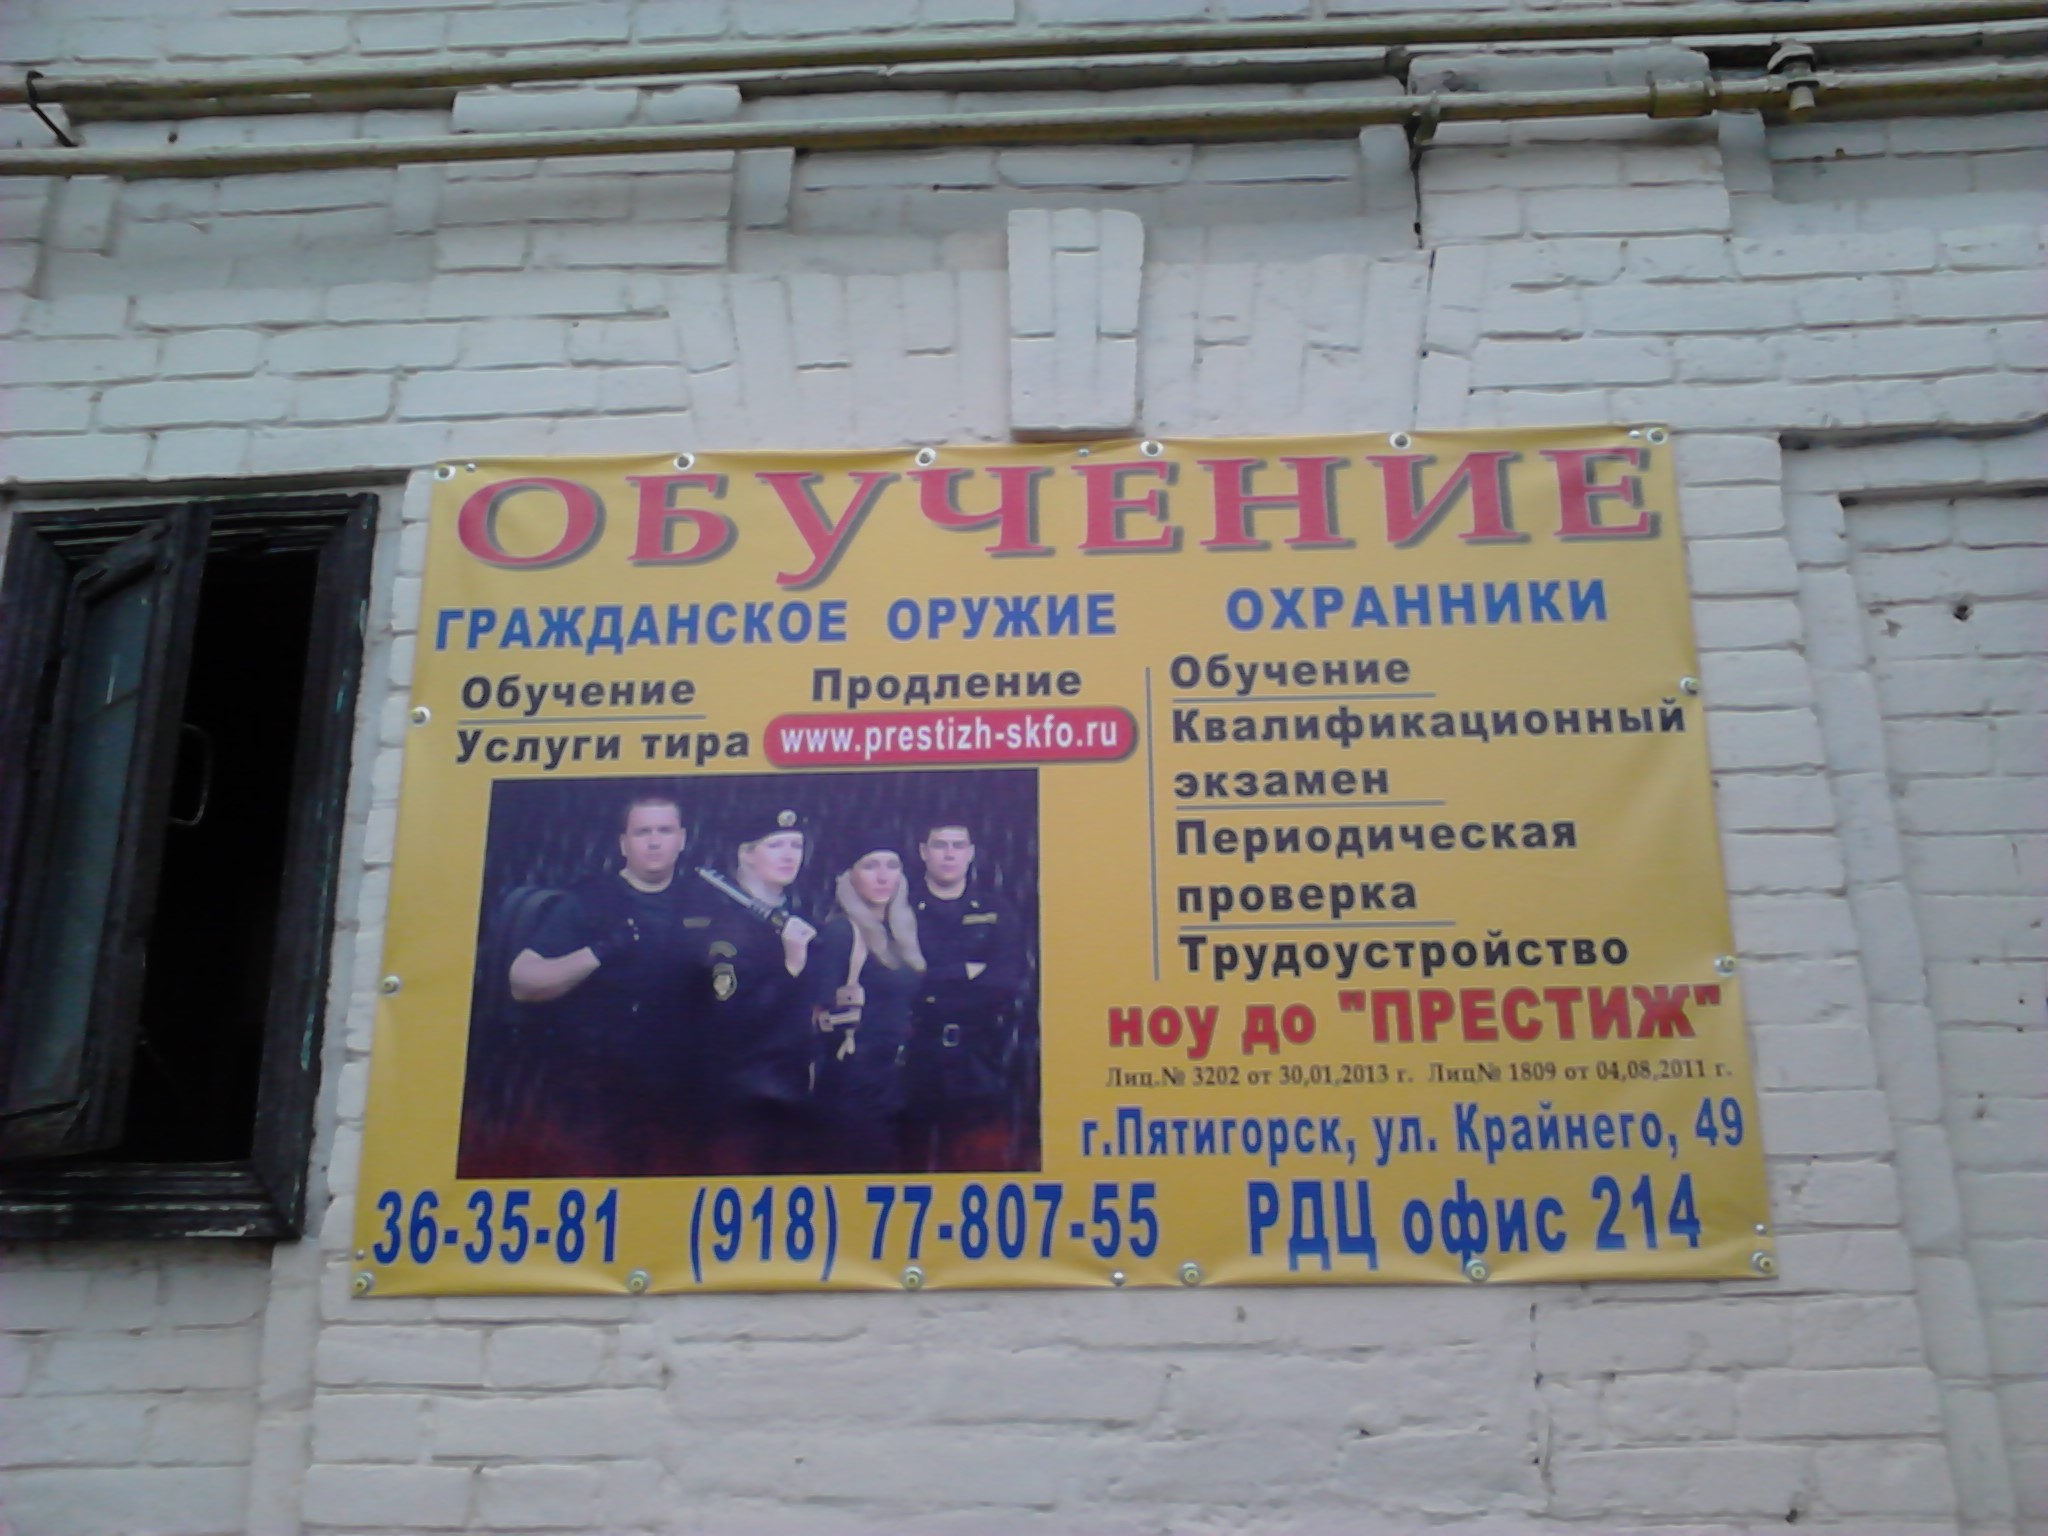 ОБУЧЕНИЕ
ГРАЖДАНСКОЕ ОРУЖИЕ
Обучение Продление
Услуги тира www.prestizh-skfo.ru
ОХРАННИКИ
Обучение
Квалификационный
экзамен
Периодическая
проверка
Трудоустройство
НОУ ДО "ПРЕСТИЖ"
Лиц.№ 3202 от 30,01,2013 г. Лиц№ 1809 от 04,08,2011 г.
г.Пятигорск, ул. Крайнего, 49
36-35-81 (918) 77-807-55 РДЦ офис 214